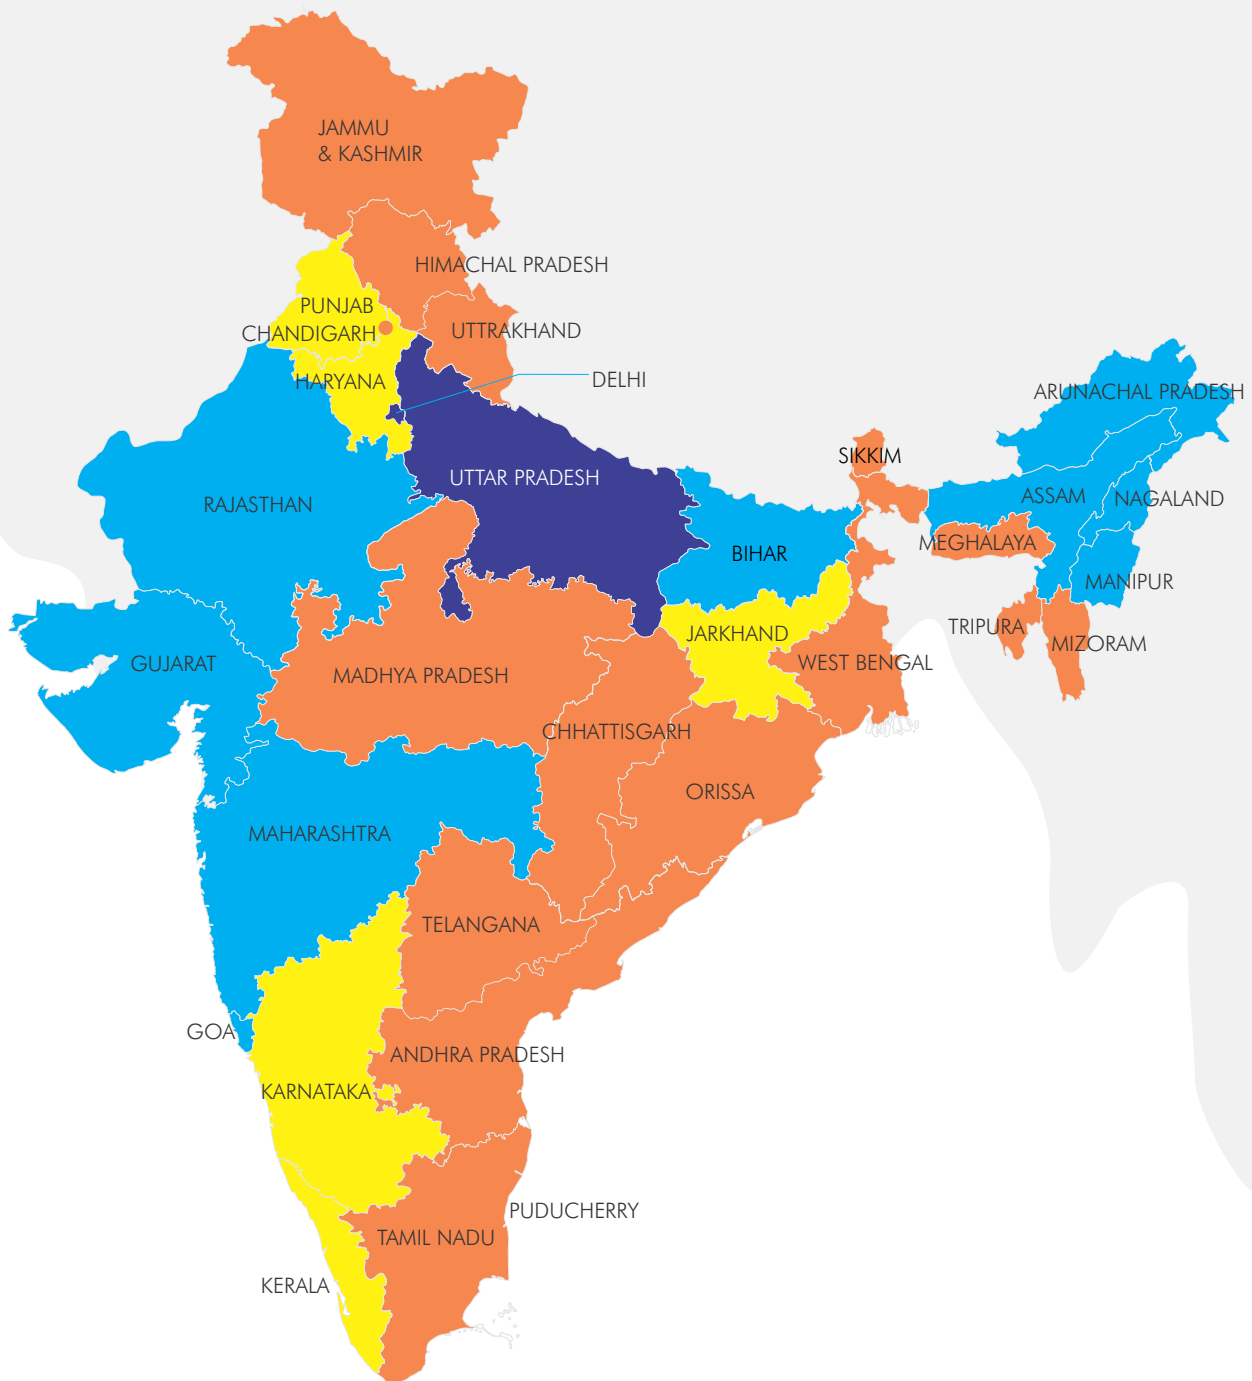 JAMMU
& KASHMIR
HIMACHAL PRADESH
PUNJAB
CHANDIGARH
UTTRAKHAND
HARYANA
DELHI
ARUNACHAL PRADESH
SIKKIM
UTTAR PRADESH
RAJASTHAN
ASSAM
NAGALAND
BIHAR
MEGHALAYA
MANIPUR
TRIPURA
JARKHAND
MIZORAM
GUJARAT
WEST BENGAL
MADHYA PRADESH
CHHATTISGARH
ORISSA
MAHARASHTRA
TELANGANA
GOA
ANDHRA PRADESH
KARNATAKA
PUDUCHERRY
TAMIL NADU
KERALA